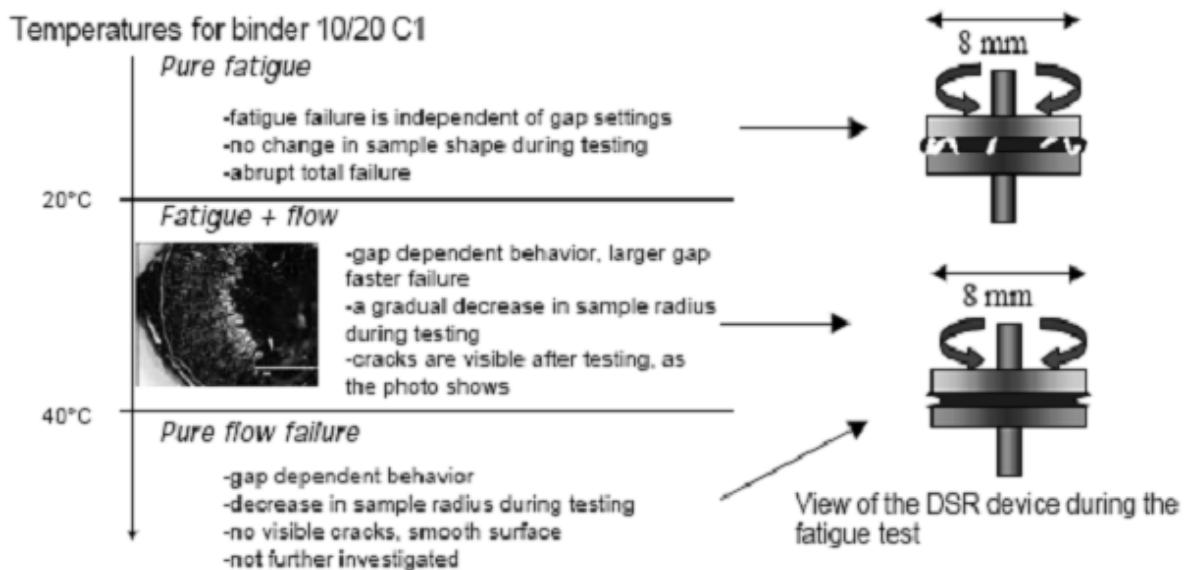 Temperatures for binder 10/20 C1
Pure fatigue
-fatigue failure is independent of gap settings
-no change in sample shape during testing
-abrupt total failure
8 mm
20°C
Fatigue + flow
-gap dependent behavior, larger gap
faster failure
-a gradual decrease in sample radius
during testing
-cracks are visible after testing, as
the photo shows
8 mm
40°C
Pure flow failure
-gap dependent behavior
-decrease in sample radius during testing
-no visible cracks, smooth surface
-not further investigated
View of the DSR device during the
fatigue test